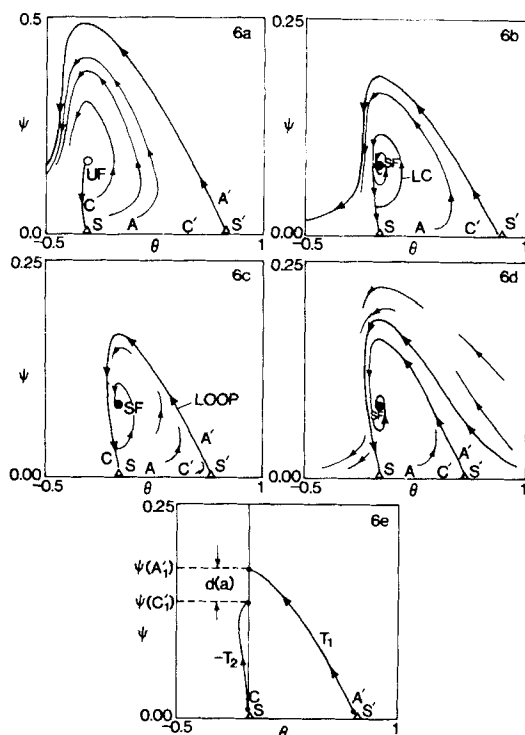 0.5
6a
ψ
UF
C
S
A
C′
A′
S′
0.0
-0.5
θ
1
0.25
6b
ψ
SF
LC
S
A
C′
S′
0.00
-0.5
θ
1
0.25
6c
ψ
SF
LOOP
C
S
A
C′
A′
S′
0.00
-0.5
θ
1
0.25
6d
SF
S
A
C′
A′
S′
0.00
-0.5
θ
1
0.25
6e
ψ(A′₁)
d(a)
ψ(C′₁)
ψ
T₁
-T₂
C
S
A′
S′
0.00
-0.5
θ
1